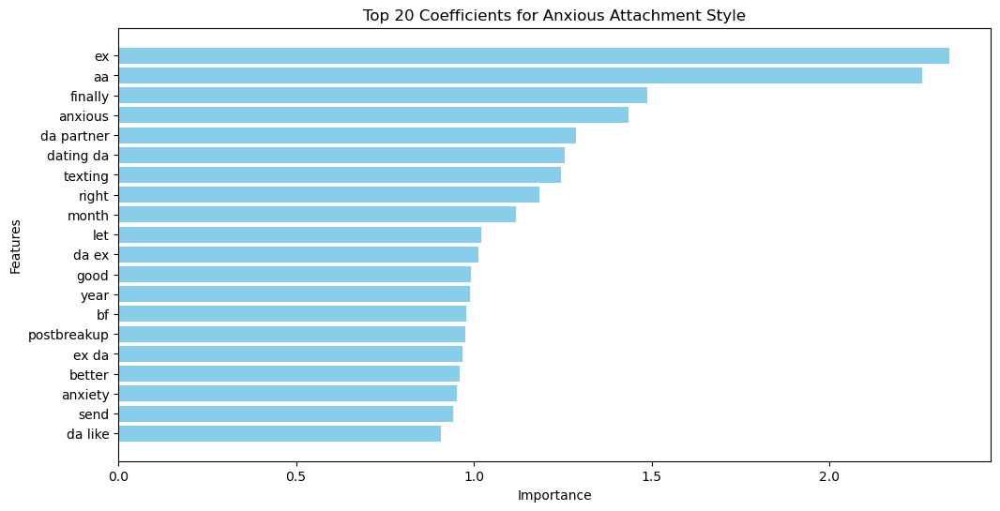 Top 20 Coefficients for Anxious Attachment Style
Features
ex
aa
finally
anxious
da partner
dating da
texting
right
month
let
da ex
good
year
bf
postbreakup
ex da
better
anxiety
send
da like
0.0 0.5 1.0 1.5 2.0
Importance